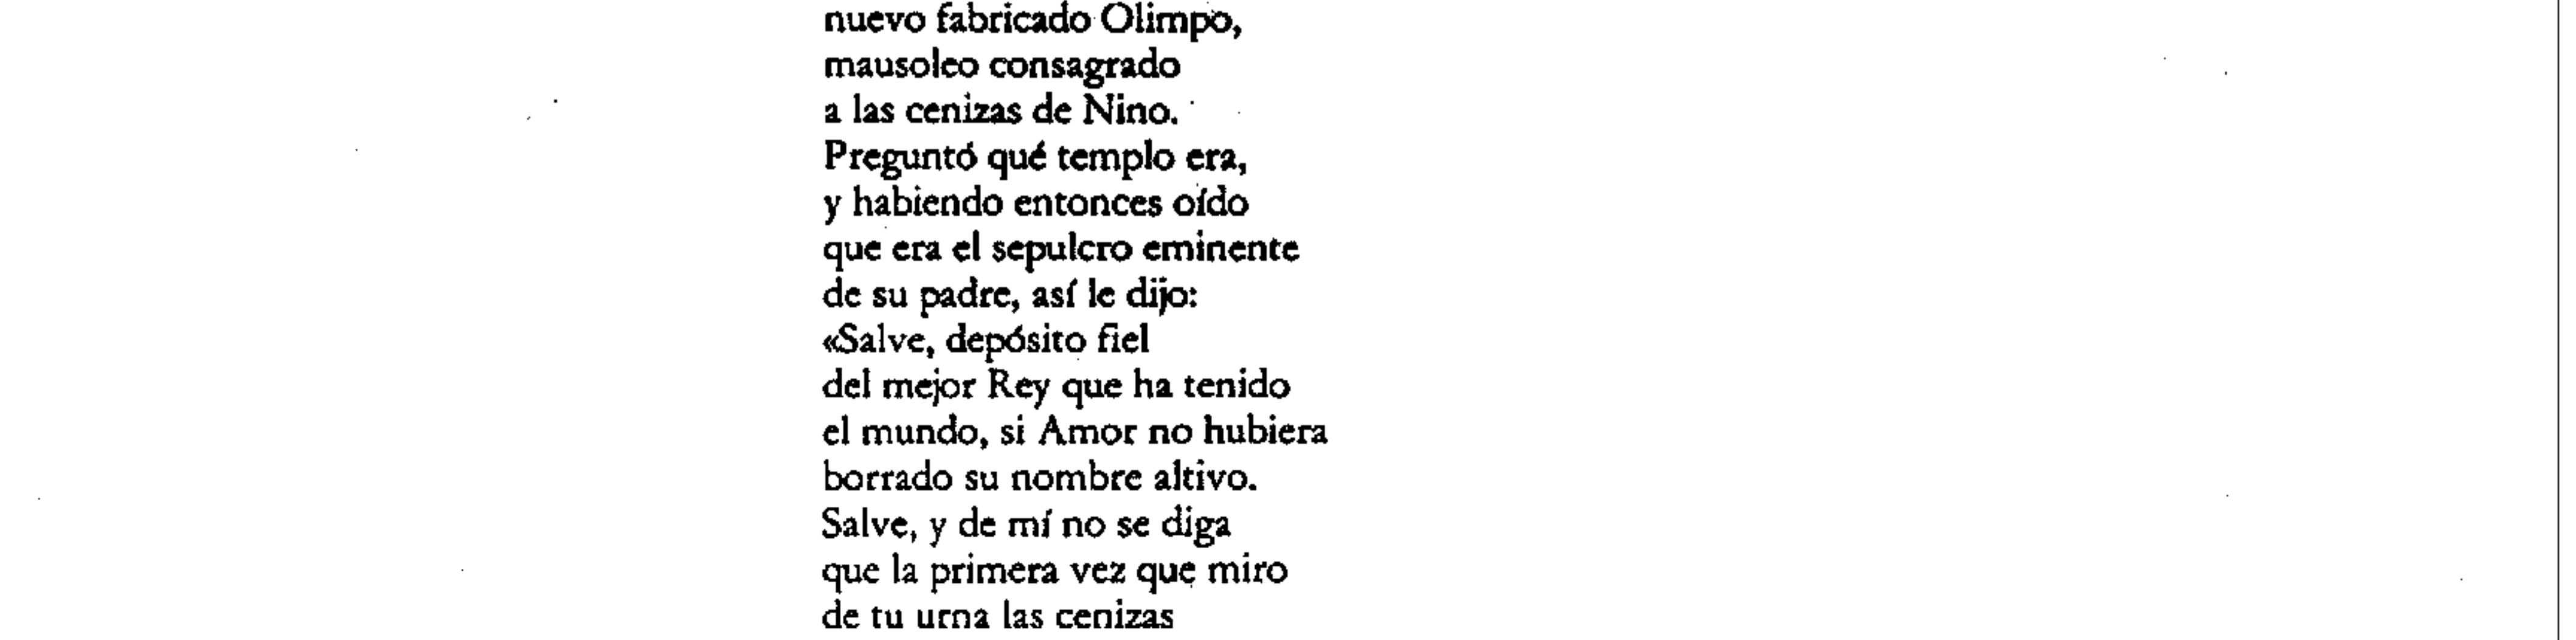 nuevo fabricado Olimpo,
mausoleo consagrado
a las cenizas de Nino.
Preguntó qué templo era,
y habiendo entonces oído
que era el sepulcro eminente
de su padre, así le dijo:
«Salve, depósito fiel
del mejor Rey que ha tenido
el mundo, si Amor no hubiera
borrado su nombre altivo.
Salve, y de mí no se diga
que la primera vez que miro
de tu urna las cenizas